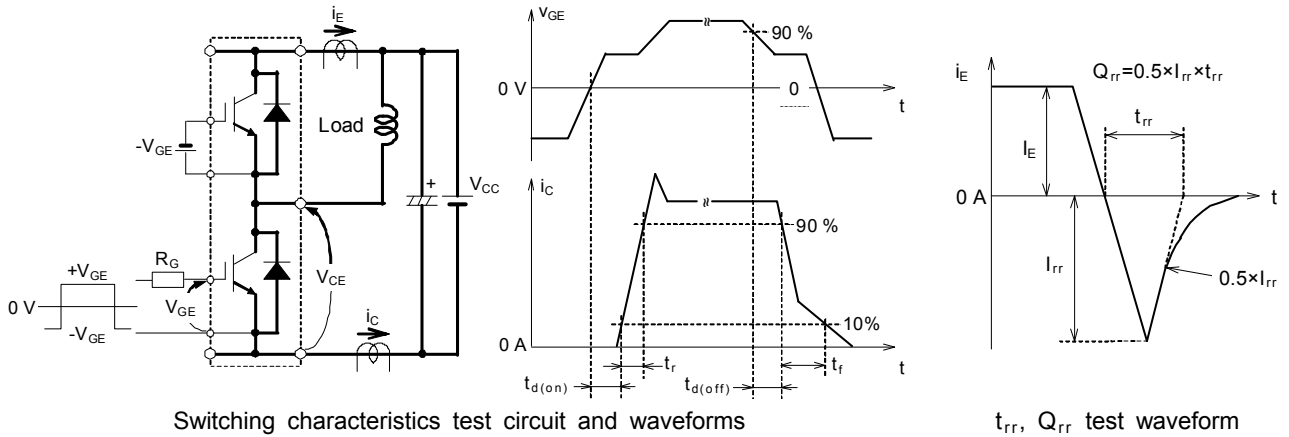 i_E
-V_GE
Load
+
V_CC
R_G
+V_GE
0 V
-V_GE
V_GE
V_CE
i_C
v_GE
90 %
0 V
0
t
i_C
90%
10%
0 A
t
t_r
t_f
t_d(on)
t_d(off)
Switching characteristics test circuit and waveforms
i_E
Q_rr=0.5×I_rr×t_rr
t_rr
I_E
0 A
t
I_rr
0.5×I_rr
t_rr, Q_rr test waveform